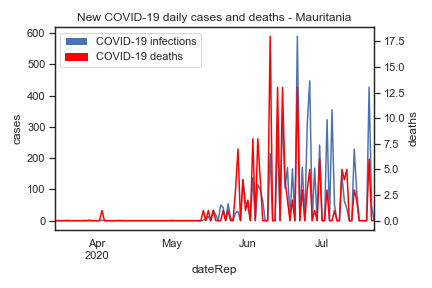 New COVID-19 daily cases and deaths - Mauritania
COVID-19 infections
COVID-19 deaths
600
500
400
300
200
100
0
cases
17.5
15.0
12.5
10.0
7.5
5.0
2.5
0.0
deaths
Apr
2020
May
Jun
Jul
dateRep